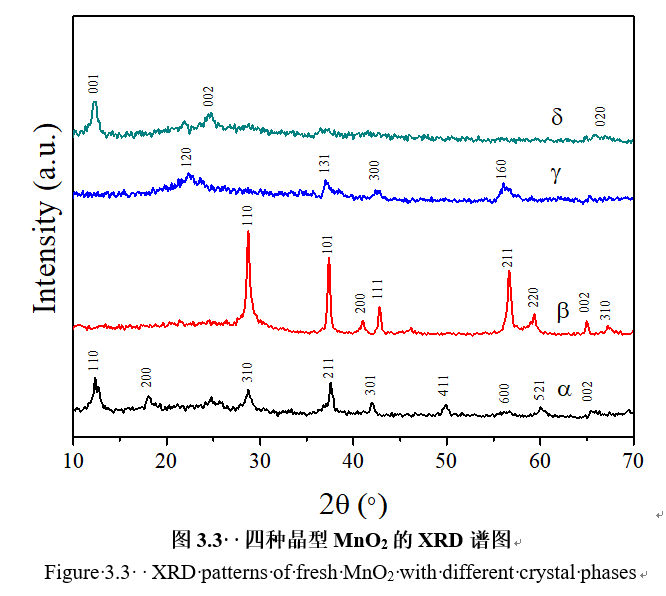 001
002
020
δ
120
131
300
160
γ
110
101
200
111
211
220
002
310
β
110
200
310
211
301
411
600
521
002
α
Intensity (a.u.)
10 20 30 40 50 60 70
2θ (°)
图 3.3 四种晶型 MnO₂ 的 XRD 谱图
Figure 3.3 XRD patterns of fresh MnO₂ with different crystal phases